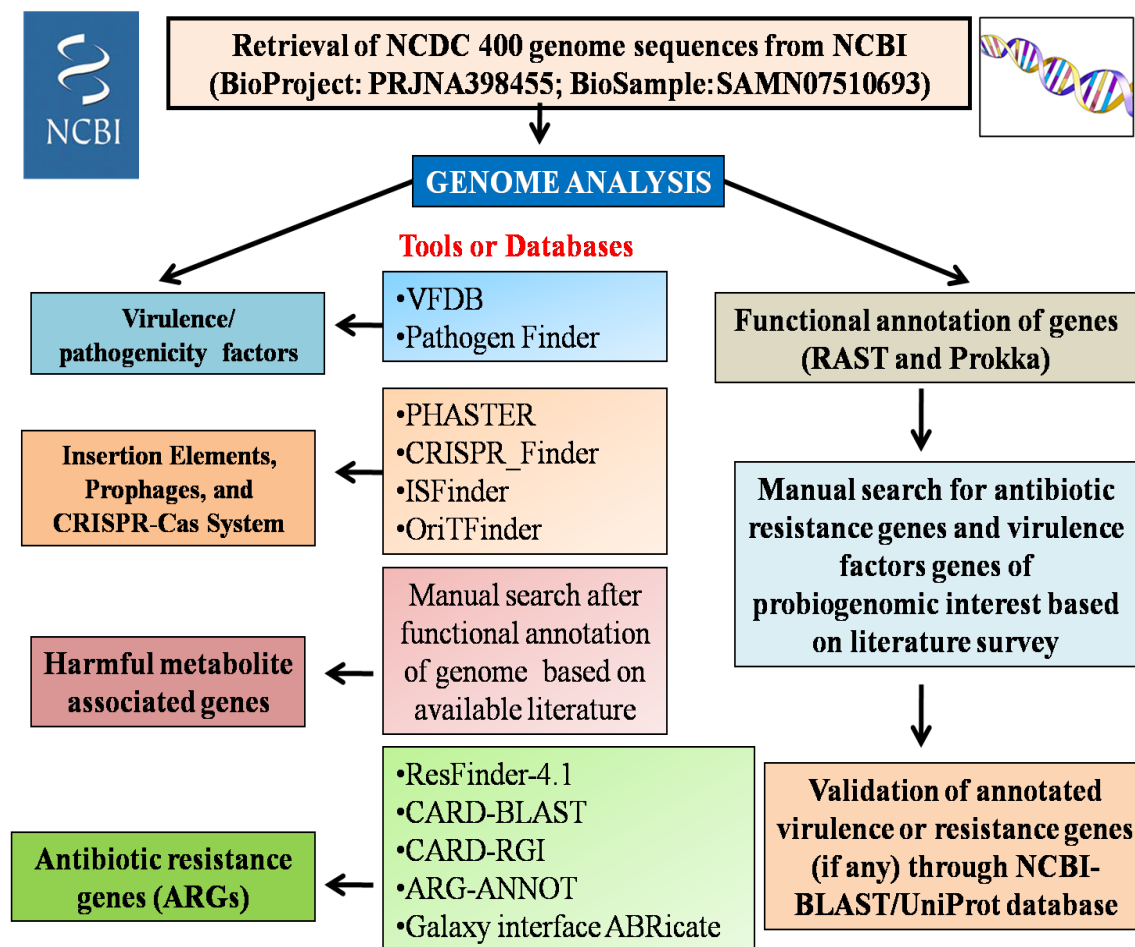 NCBI
Retrieval of NCDC 400 genome sequences from NCBI
(BioProject: PRJNA398455; BioSample:SAMN07510693)
GENOME ANALYSIS
Tools or Databases
Virulence/
pathogenicity factors
•VFDB
•Pathogen Finder
Insertion Elements,
Prophages, and
CRISPR-Cas System
•PHASTER
•CRISPR_Finder
•ISFinder
•OriTFinder
Harmful metabolite
associated genes
Manual search after
functional annotation
of genome based on
available literature
Antibiotic resistance
genes (ARGs)
•ResFinder-4.1
•CARD-BLAST
•CARD-RGI
•ARG-ANNOT
•Galaxy interface ABRicate
Functional annotation of genes
(RAST and Prokka)
Manual search for antibiotic
resistance genes and virulence
factors genes of
probiogenomic interest based
on literature survey
Validation of annotated
virulence or resistance genes
(if any) through NCBI-
BLAST/UniProt database